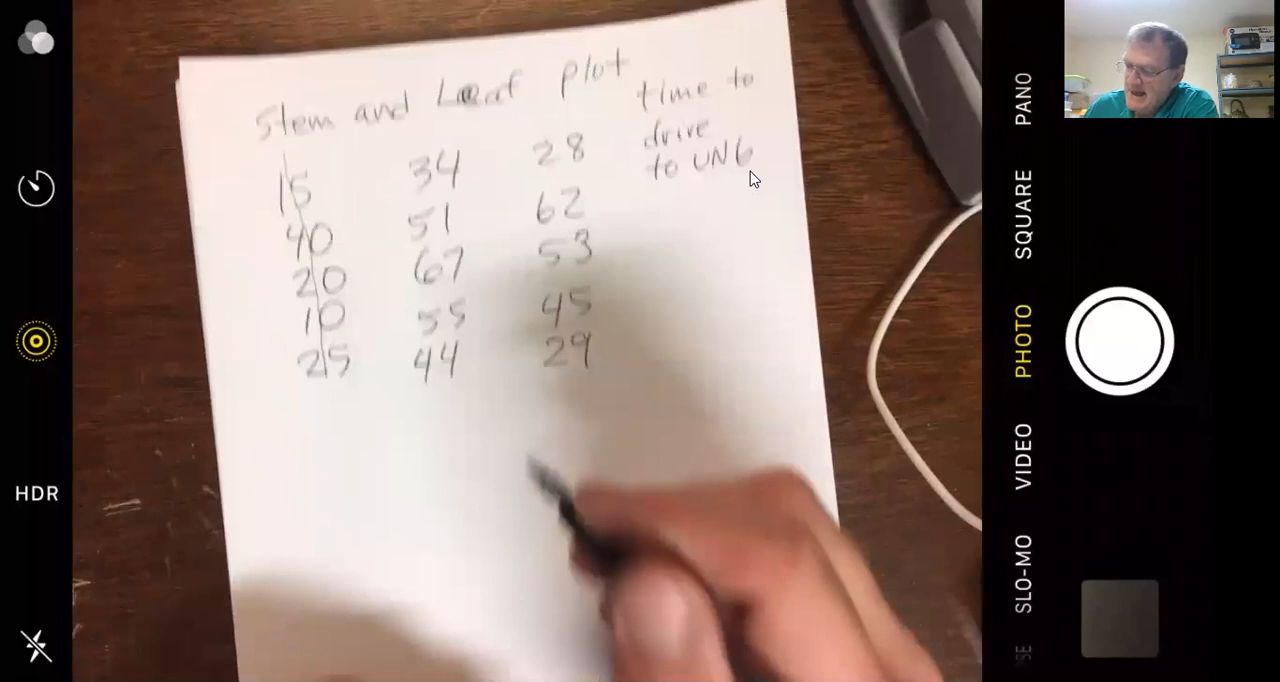 Stem and Leaf plot
time to
drive
to UNG
15 34 28
40 51 62
20 67 53
10 55 45
25 44 29
HDR
PANO
SQUARE
PHOTO
VIDEO
SLO-MO